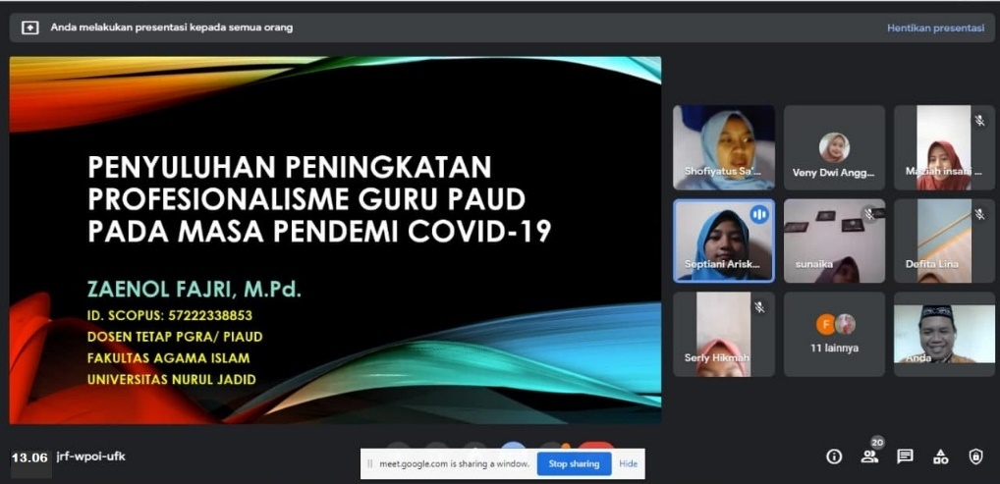 Anda melakukan presentasi kepada semua orang
Hentikan presentasi
PENYULUHAN PENINGKATAN
PROFESIONALISME GURU PAUD
PADA MASA PENDEMI COVID-19
ZAENOL FAJRI, M.Pd.
ID. SCOPUS: 57222338853
DOSEN TETAP PGRA/ PIAUD
FAKULTAS AGAMA ISLAM
UNIVERSITAS NURUL JADID
Shofiyatus Sa'...
Veny Dwi Angg...
Maziah insani ...
Septiani Arisk...
sunaika
Defita Lina
Serly Hikmah
F
11 lainnya
Anda
13.06 jrf-wpoi-ufk
meet.google.com is sharing a window.
Stop sharing
Hide
20